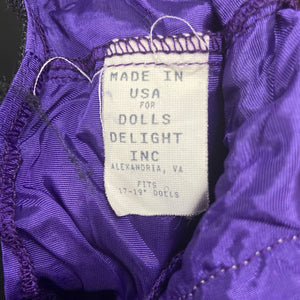 MADE IN
USA
FOR
DOLLS
DELIGHT
INC
ALEXANDRIA, VA
FITS
17-19" DOLLS